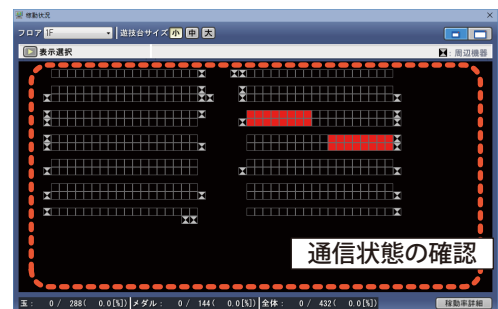 稼動状況
フロア 1F 遊技台サイズ 小 中 大
表示選択 : 周辺機器
通信状態の確認
玉: 0 / 288( 0.0[%]) メダル: 0 / 144( 0.0[%]) 全体: 0 / 432( 0.0[%]) 稼動率詳細